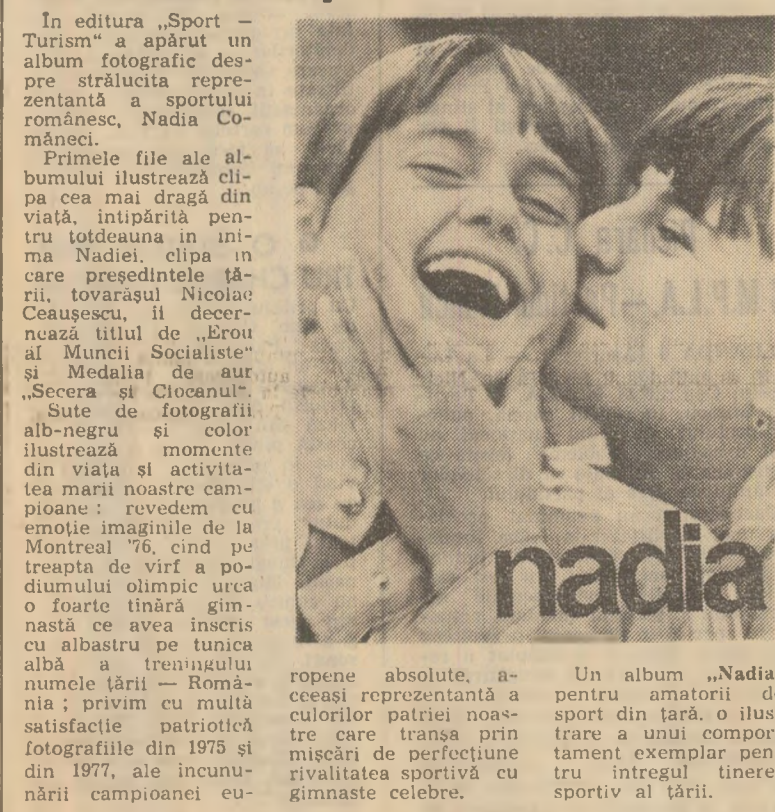 In editura „Sport —
Turism“ a apărut un
album fotografic des-
pre strălucita repre-
zentantă a sportului
românesc, Nadia Co-
măneci.
Primele file ale al-
bumului ilustrează cli-
pa cea mai dragă din
viață, intipărită pen-
tru totdeauna in ini-
ma Nadiei, clipa in
care președintele ță-
rii, tovarășul Nicolae
Ceaușescu, ii decer-
nează titlul de „Erou
al Muncii Socialiste“
și Medalia de aur
„Secera și Ciocanul“.
Sute de fotografii
alb-negru și color
ilustrează momente
din viața și activita-
tea marii noastre cam-
pioane : revedem cu
emoție imaginile de la
Montreal '76, cind pe
treapta de virf a po-
diumului olimpic urca
o foarte tinără gim-
nastă ce avea inscris
cu albastru pe tunica
albă a treningului
numele țării — Româ-
nia ; privim cu multă
satisfacție patriotică
fotografiile din 1975 și
din 1977, ale incunu-
nării campioanei eu-
nadia
ropene absolute, a-
ceeași reprezentantă a
culorilor patriei noas-
tre care tranșa prin
mișcări de perfecțiune
rivalitatea sportivă cu
gimnaste celebre.
Un album „Nadia
pentru amatorii d
sport din țară, o ilus
trare a unui compor
tament exemplar pen
tru intregul tinere
sportiv al țării.